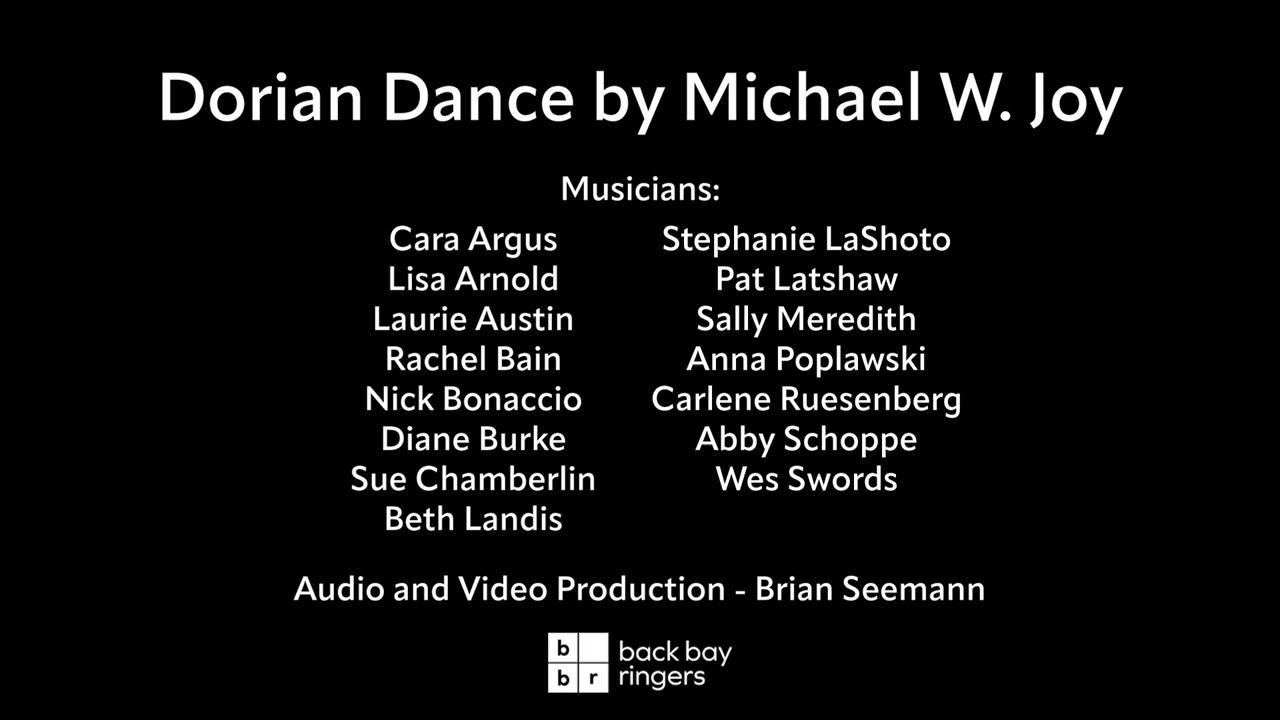 Dorian Dance by Michael W. Joy
Musicians:
Cara Argus
Lisa Arnold
Laurie Austin
Rachel Bain
Nick Bonaccio
Diane Burke
Sue Chamberlin
Beth Landis
Stephanie LaShoto
Pat Latshaw
Sally Meredith
Anna Poplawski
Carlene Ruesenberg
Abby Schoppe
Wes Swords
Audio and Video Production - Brian Seemann
b
b r
back bay
ringers